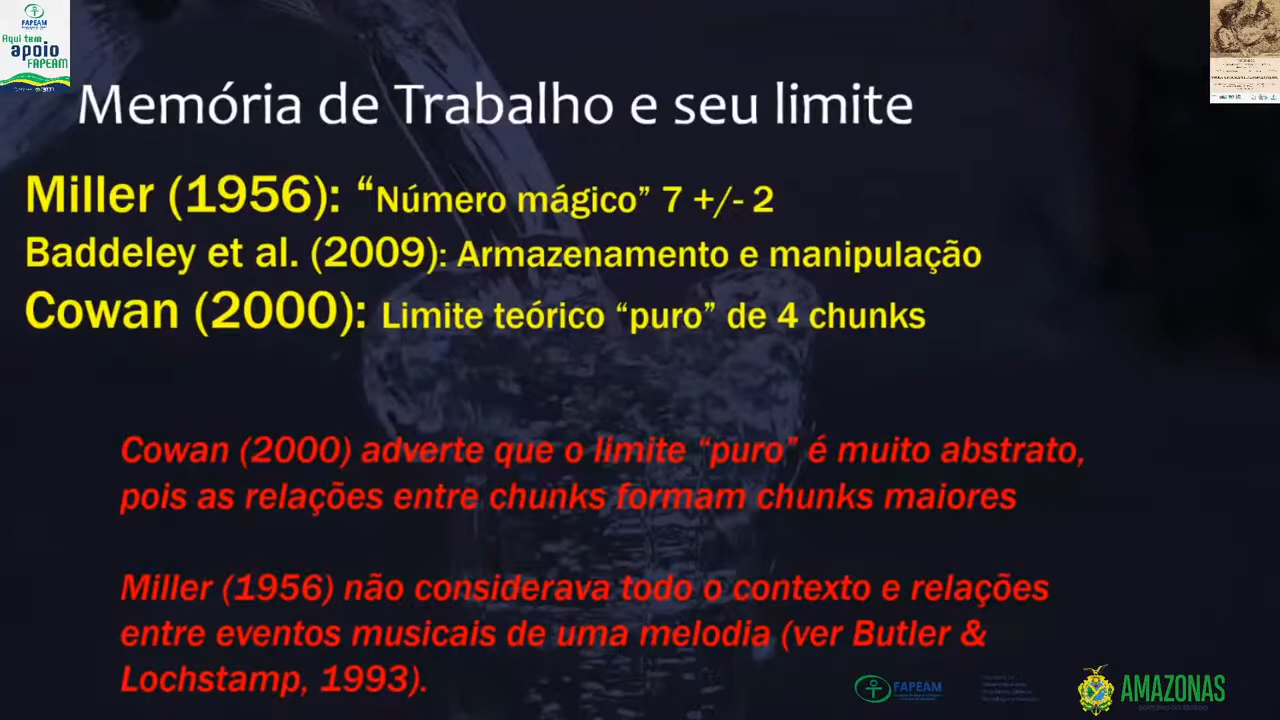 FAPEAM
Aqui tem
apoio
FAPEAM
Memória de Trabalho e seu limite
Miller (1956): “Número mágico” 7 +/- 2
Baddeley et al. (2009): Armazenamento e manipulação
Cowan (2000): Limite teórico “puro” de 4 chunks
Cowan (2000) adverte que o limite “puro” é muito abstrato,
pois as relações entre chunks formam chunks maiores
Miller (1956) não considerava todo o contexto e relações
entre eventos musicais de uma melodia (ver Butler &
Lochstamp, 1993).
FAPEAM
AMAZONAS
GOVERNO DO ESTADO